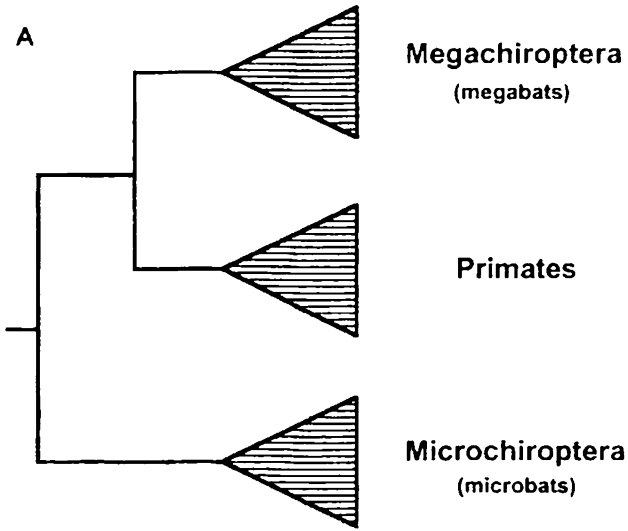 A
Megachiroptera
(megabats)
Primates
Microchiroptera
(microbats)